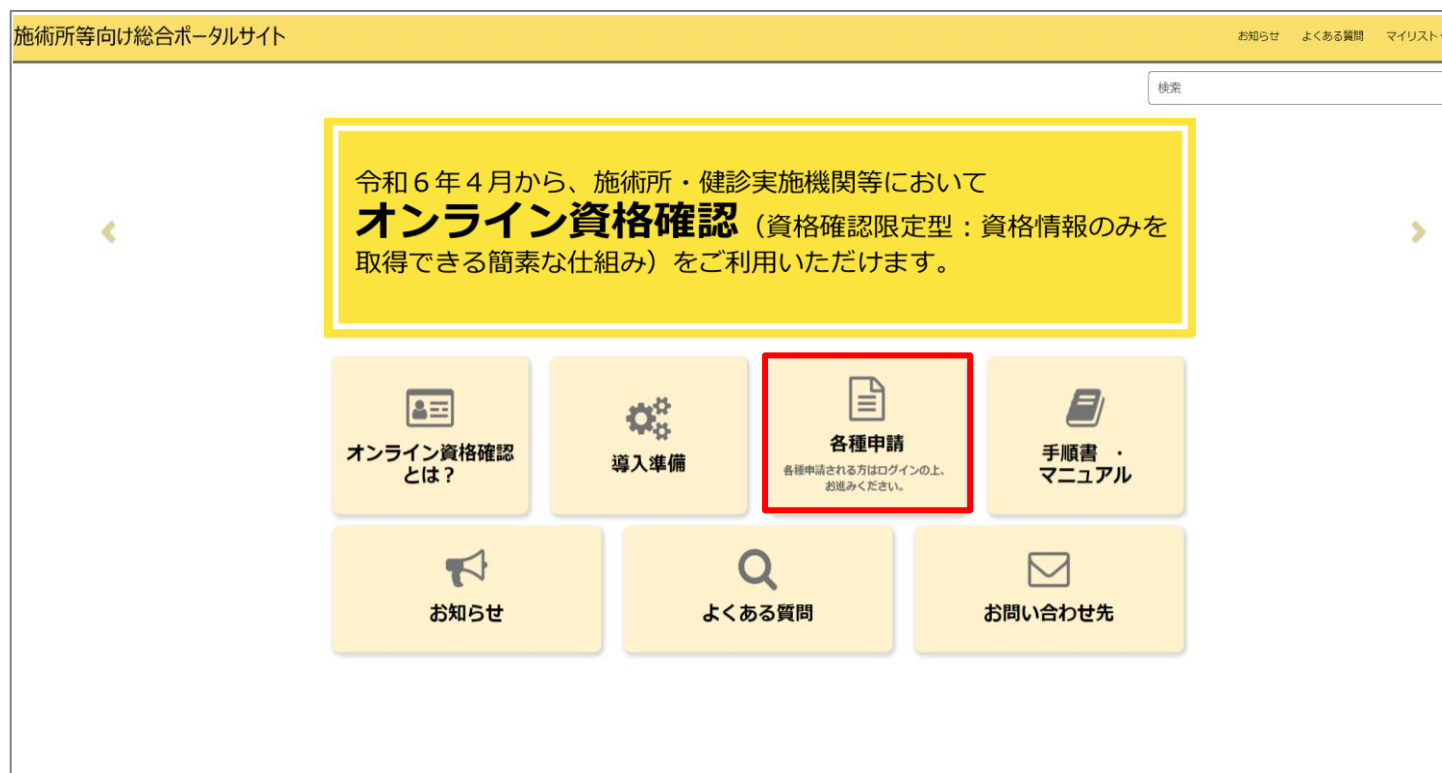 施術所等向け総合ポータルサイト
お知らせ よくある質問 マイリスト
検索
令和６年４月から、施術所・健診実施機関等において
オンライン資格確認（資格確認限定型：資格情報のみを
取得できる簡素な仕組み）をご利用いただけます。
オンライン資格確認
とは？
導入準備
各種申請
各種申請される方はログインの上、
お進みください。
手順書 ・
マニュアル
お知らせ
よくある質問
お問い合わせ先